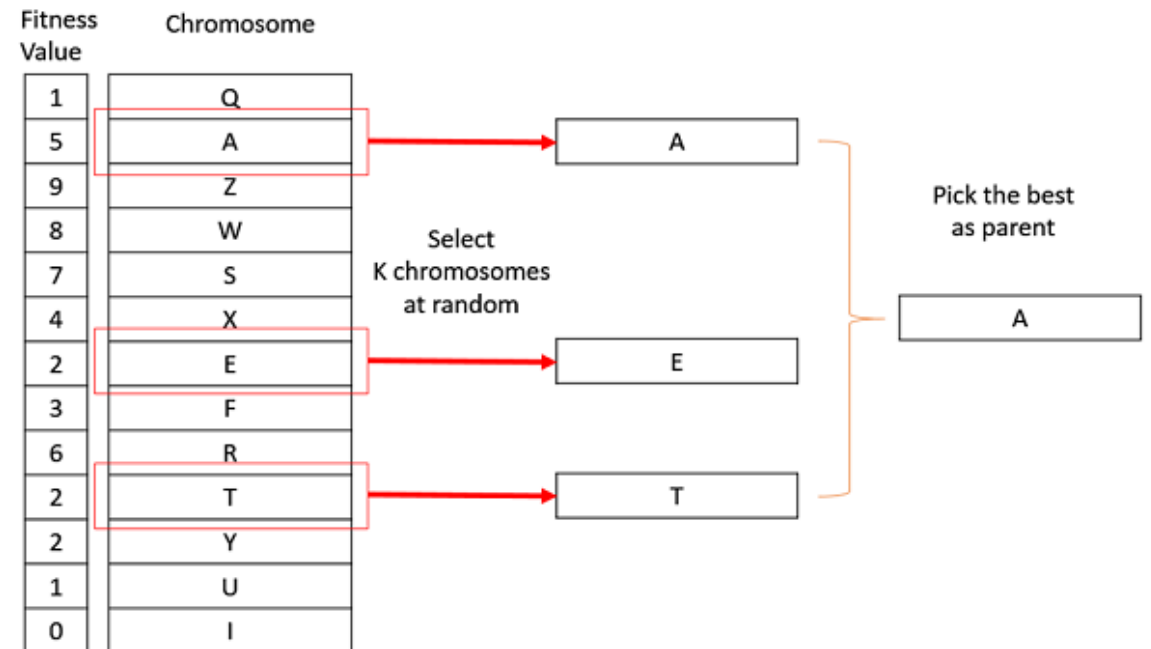 Fitness
Value
Chromosome
1 Q
5 A
A
9 Z
8 W
7 S
4 X
2 E
3 F
6 R
2 T
2 Y
1 U
0 I
Select
K chromosomes
at random
E
T
Pick the best
as parent
A